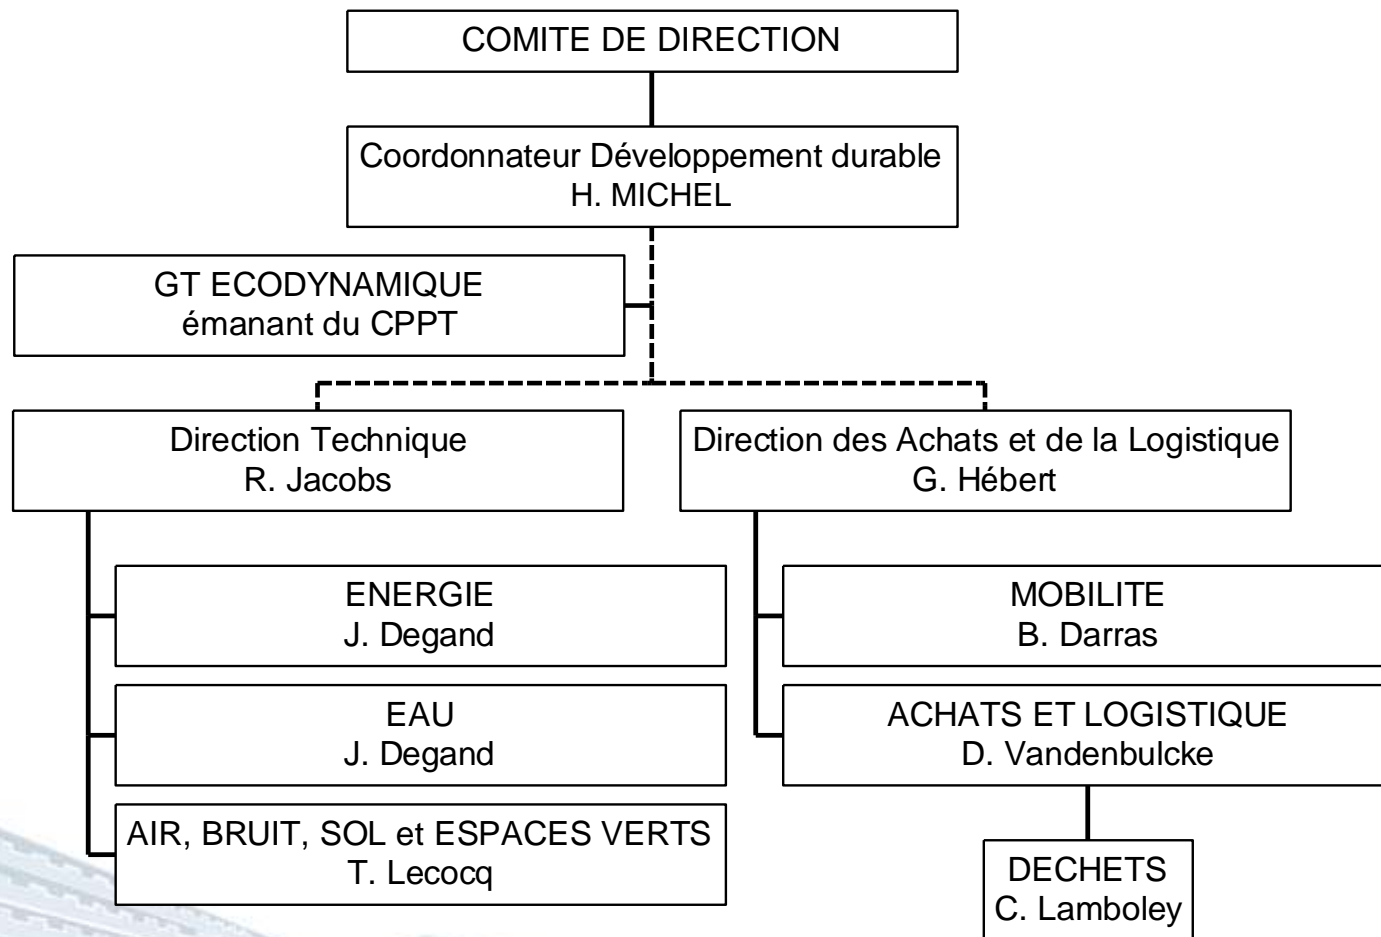 COMITE DE DIRECTION
Coordonnateur Développement durable
H. MICHEL
GT ECODYNAMIQUE
émanant du CPPT
Direction Technique
R. Jacobs
Direction des Achats et de la Logistique
G. Hébert
ENERGIE
J. Degand
MOBILITE
B. Darras
EAU
J. Degand
ACHATS ET LOGISTIQUE
D. Vandenbulcke
AIR, BRUIT, SOL et ESPACES VERTS
T. Lecocq
DECHETS
C. Lamboley